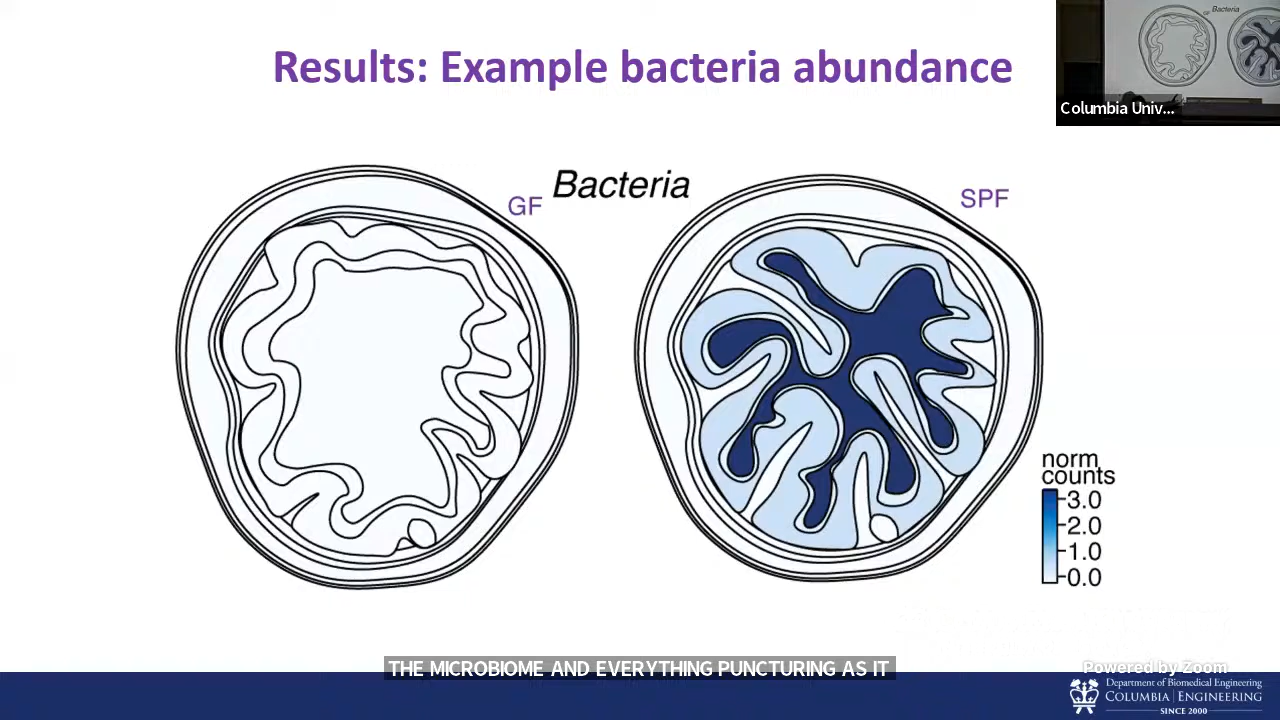 Results: Example bacteria abundance
Bacteria
Columbia Univ...
GF
Bacteria
SPF
norm
counts
3.0
2.0
1.0
0.0
THE MICROBIOME AND EVERYTHING PUNCTURING AS IT
Powered by Zoom
Department of Biomedical Engineering
COLUMBIA | ENGINEERING
SINCE 2000